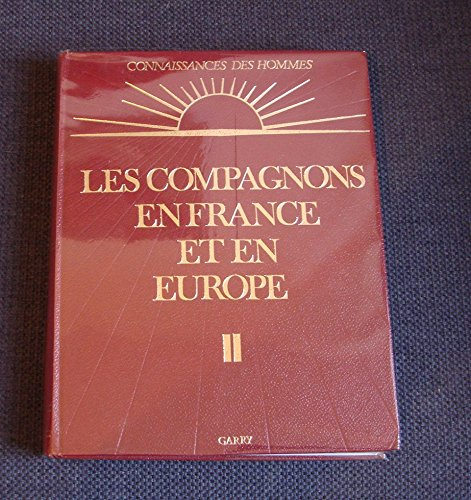 CONNAISSANCES DES HOMMES
LES COMPAGNONS
EN FRANCE
ET EN
EUROPE
II
GARRY